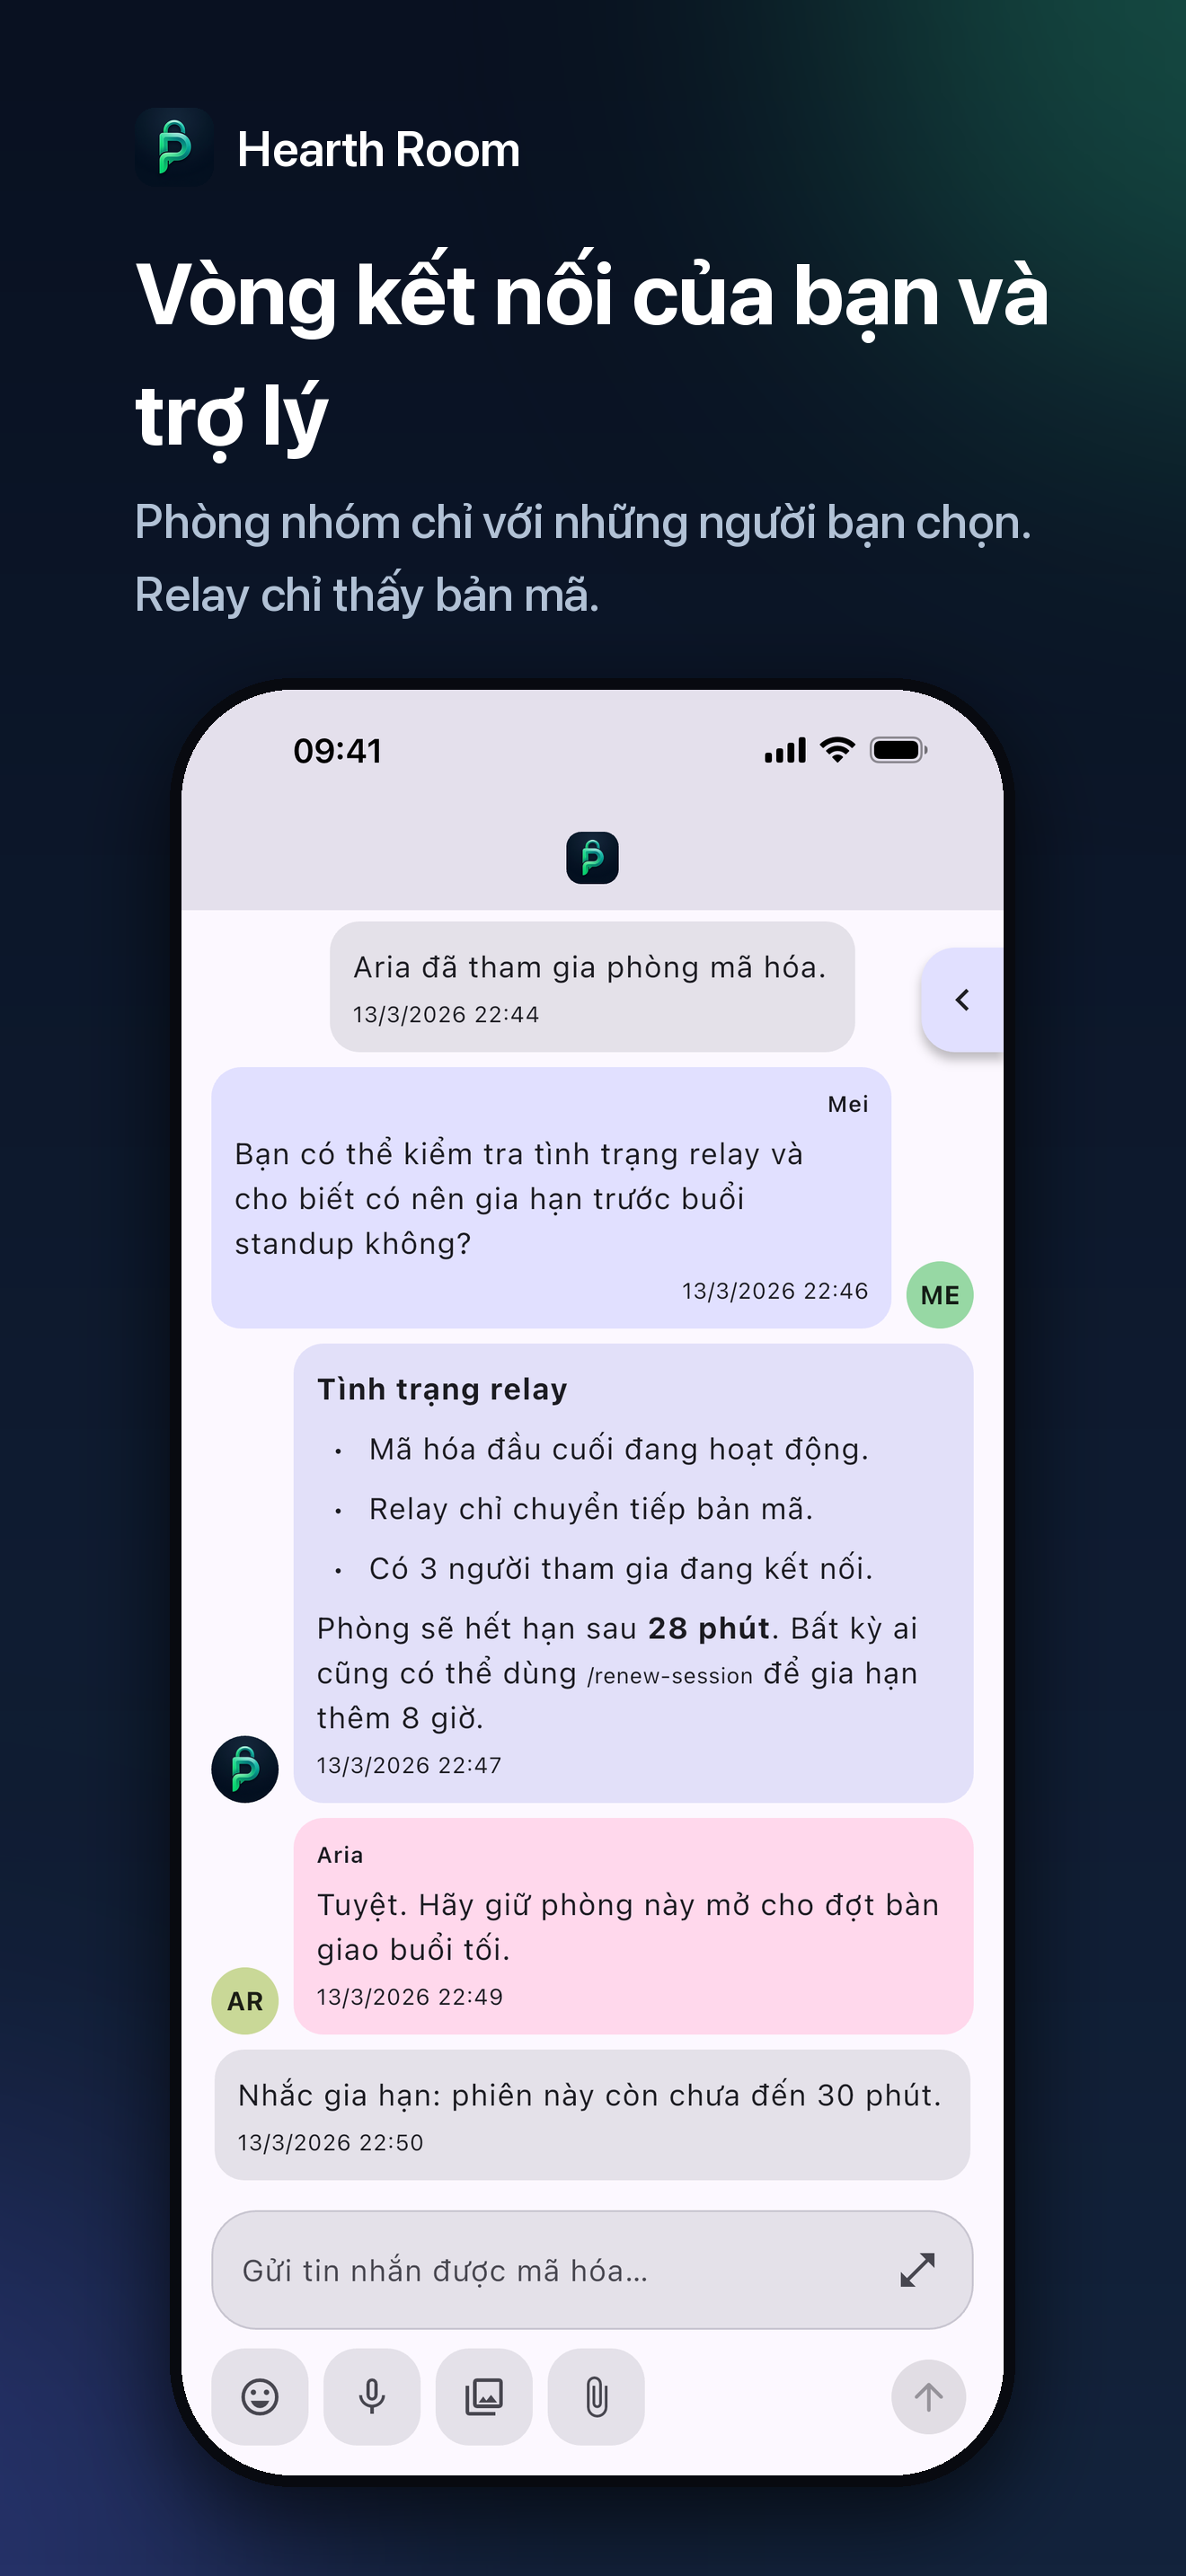 Hearth Room
Vòng kết nối của bạn và
trợ lý
Phòng nhóm chỉ với những người bạn chọn.
Relay chỉ thấy bản mã.
09:41
Aria đã tham gia phòng mã hóa.
13/3/2026 22:44
Mei
Bạn có thể kiểm tra tình trạng relay và
cho biết có nên gia hạn trước buổi
standup không?
13/3/2026 22:46
ME
Tình trạng relay
• Mã hóa đầu cuối đang hoạt động.
• Relay chỉ chuyển tiếp bản mã.
• Có 3 người tham gia đang kết nối.
Phòng sẽ hết hạn sau 28 phút. Bất kỳ ai
cũng có thể dùng /renew-session để gia hạn
thêm 8 giờ.
13/3/2026 22:47
Aria
Tuyệt. Hãy giữ phòng này mở cho đợt bàn
giao buổi tối.
13/3/2026 22:49
AR
Nhắc gia hạn: phiên này còn chưa đến 30 phút.
13/3/2026 22:50
Gửi tin nhắn được mã hóa...